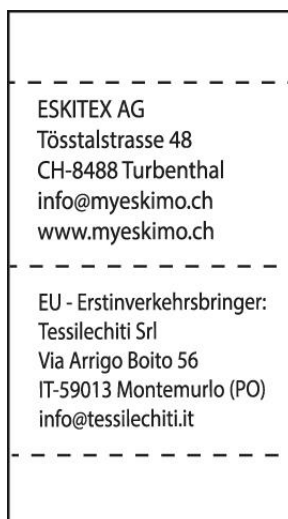 ESKITEX AG
Tösstalstrasse 48
CH-8488 Turbenthal
info@myeskimo.ch
www.myeskimo.ch
EU - Erstinverkehrsbringer:
Tessilechiti Srl
Via Arrigo Boito 56
IT-59013 Montemurlo (PO)
info@tessilechiti.it